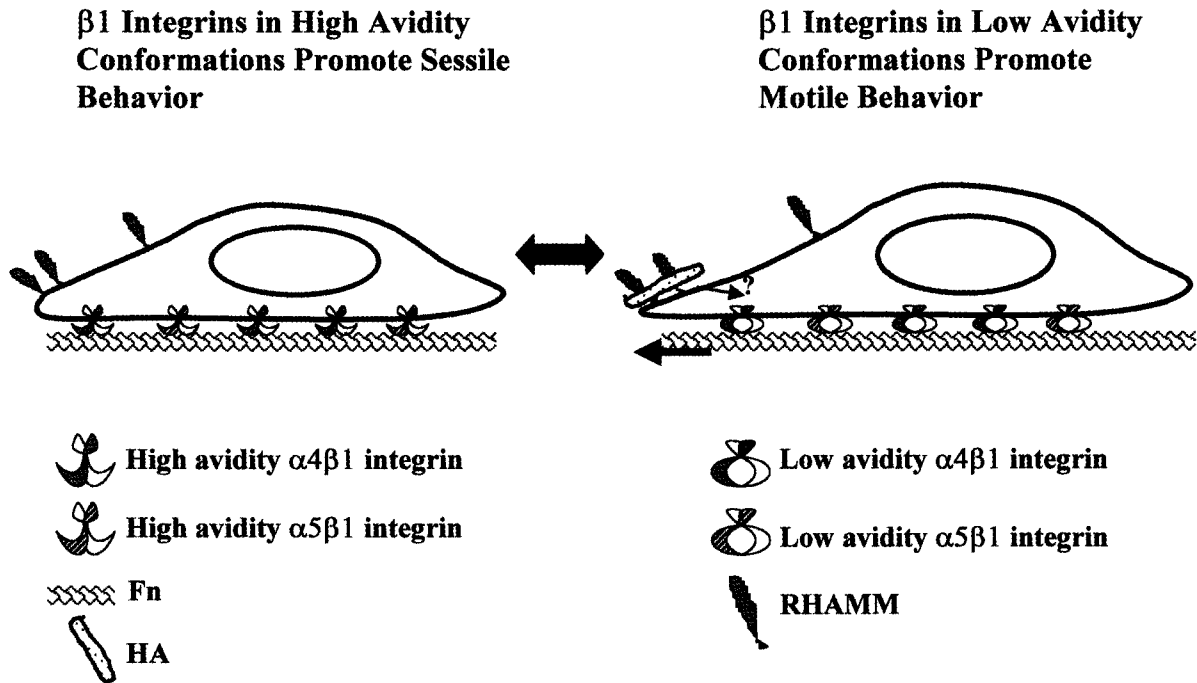 β1 Integrins in High Avidity
Conformations Promote Sessile
Behavior
β1 Integrins in Low Avidity
Conformations Promote
Motile Behavior
?
High avidity α4β1 integrin
High avidity α5β1 integrin
Fn
HA
Low avidity α4β1 integrin
Low avidity α5β1 integrin
RHAMM